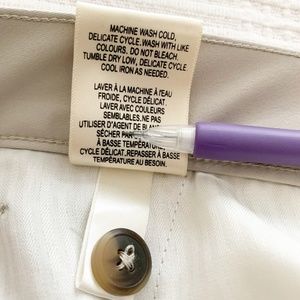 MACHINE WASH COLD,
DELICATE CYCLE.WASH WITH LIKE
COLOURS. DO NOT BLEACH.
TUMBLE DRY LOW, DELICATE CYCLE.
COOL IRON AS NEEDED.
LAVER À LA MACHINE À l'EAU
FROIDE, CYCLE DÉLICAT.
LAVER AVEC COULEURS
SEMBLABLES.NE PAS
UTILISER D'AGENT DE
SÉCHER
À BASSE TEMPÉRATURE,
CYCLE DÉLICAT.REPASSER À BASSE
TEMPÉRATURE AU BESOIN.